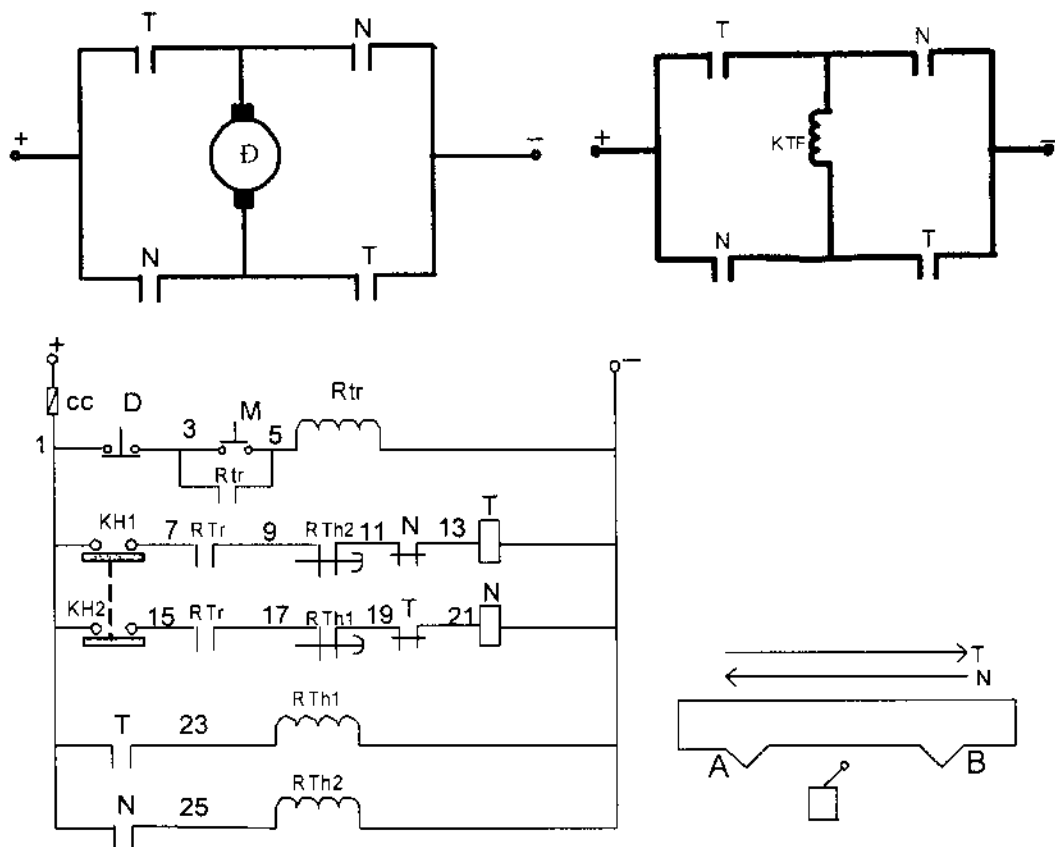 T N
+ Đ −
N T
T N
+ KTF −
N T
+ −
cc D M Rtr
1 3 5
Rtr
KH1 7 RTr 9 RTh2 11 N 13 T
KH2 15 RTr 17 RTh1 19 T 21 N
T 23 RTh1
N 25 RTh2
T
N
A B